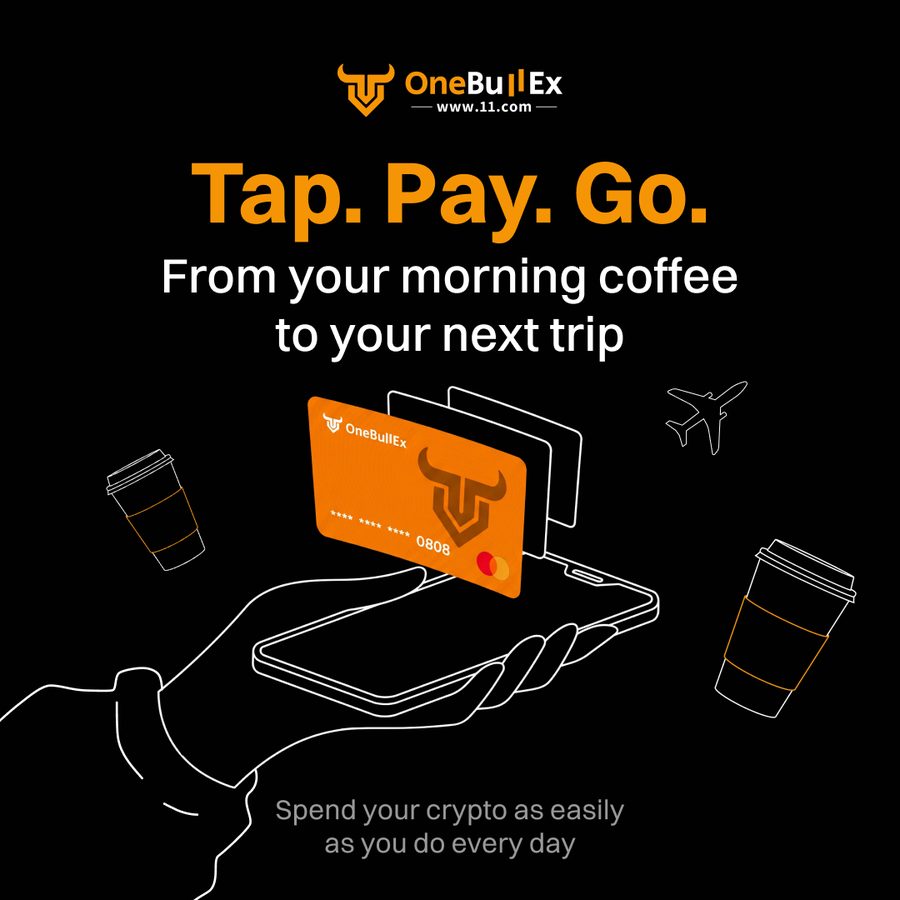 OneBullEx
www.11.com
Tap. Pay. Go.
From your morning coffee
to your next trip
OneBullEx
**** **** **** 0808
Spend your crypto as easily
as you do every day